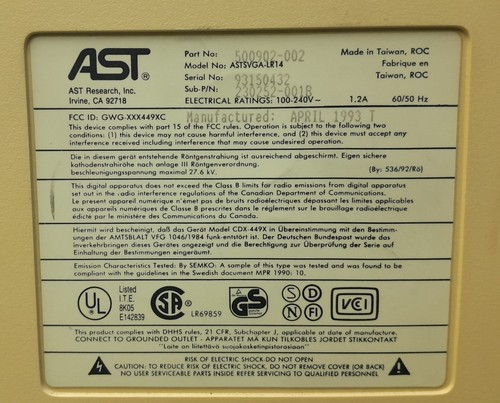 AST®
AST Research, Inc.
Irvine, CA 92718
Part No: 500902-002
Model No: ASTSVGA-LR14
Serial No: 93150432
Sub-P/N: 230252-001B
ELECTRICAL RATINGS: 100-240V~ 1.2A 60/50 Hz
Made in Taiwan, ROC
Fabrique en
Taiwan, ROC
FCC ID: GWG-XXX449XC Manufactured: APRIL 1993 T
This device complies with part 15 of the FCC rules. Operation is subject to the following two
conditions: (1) this device may not cause harmful interference, and (2) this device must accept any
interference received including interference that may cause undesired operation.
Die in diesem gerät entstehende Röntgenstrahlung ist ausreichend abgeschirmt. Eigen sichere
kathodenstrahiröhre nach anlage III Röntgenverordnung.
beschleunigungsspannung maximal 27.6 kV. (By: 536/92/Rö)
This digital apparatus does not exceed the Class B limits for radio emissions from digital apparatus
set out in the radio interference regulations of the Canadian Department of Communications.
Le present appareil numérique n'émet pas de bruits radioélectriques dépassant les limites applicables
aux appareils numériques de Classe B prescrites dans le réglement sur le brouillage radioélectrique
édicté par le ministère des Communications du Canada.
Hiermit wird bescheinigt, daß das Gerät Model CDX-449X in Übereinstimmung mit den Bestimm-
ungen der AMTSBLATT VFG 1046/1984 funk entstört ist. Der Deutschen Bundespost wurde das
inverkehrbringen dieses Gerätes angezeigt und die Berechtigung zur Überprüfung der Serie auf
Einhaltung der Bestimmungen eingeräumt.
Emission Characteristics Tested: By SEMKO: A sample of this type was tested and was found to be
compliant with the guidelines in the Swedish document MPR 1990: 10.
UL
Listed
I.T.E.
8K05
E142839
SA
LR69859
GS
S
D
N
FI
VCCI
This product complies with DHHS rules, 21 CFR, Subchapter J, applicable at date of manufacture.
CONNECT TO GROUNDED OUTLET - APPARATET MÅ KUN TILKOBLES JORDET STIKKONTAKT
"Laite on liitettävä suojakosketinpistorasiaan"
RISK OF ELECTRIC SHOCK-DO NOT OPEN
CAUTION: TO REDUCE THE RISK OF ELECTRIC SHOCK, DO NOT REMOVE COVER (OR BACK)
NO USER SERVICEABLE PARTS INSIDE REFER SERVICING TO QUALIFIED PERSONNEL